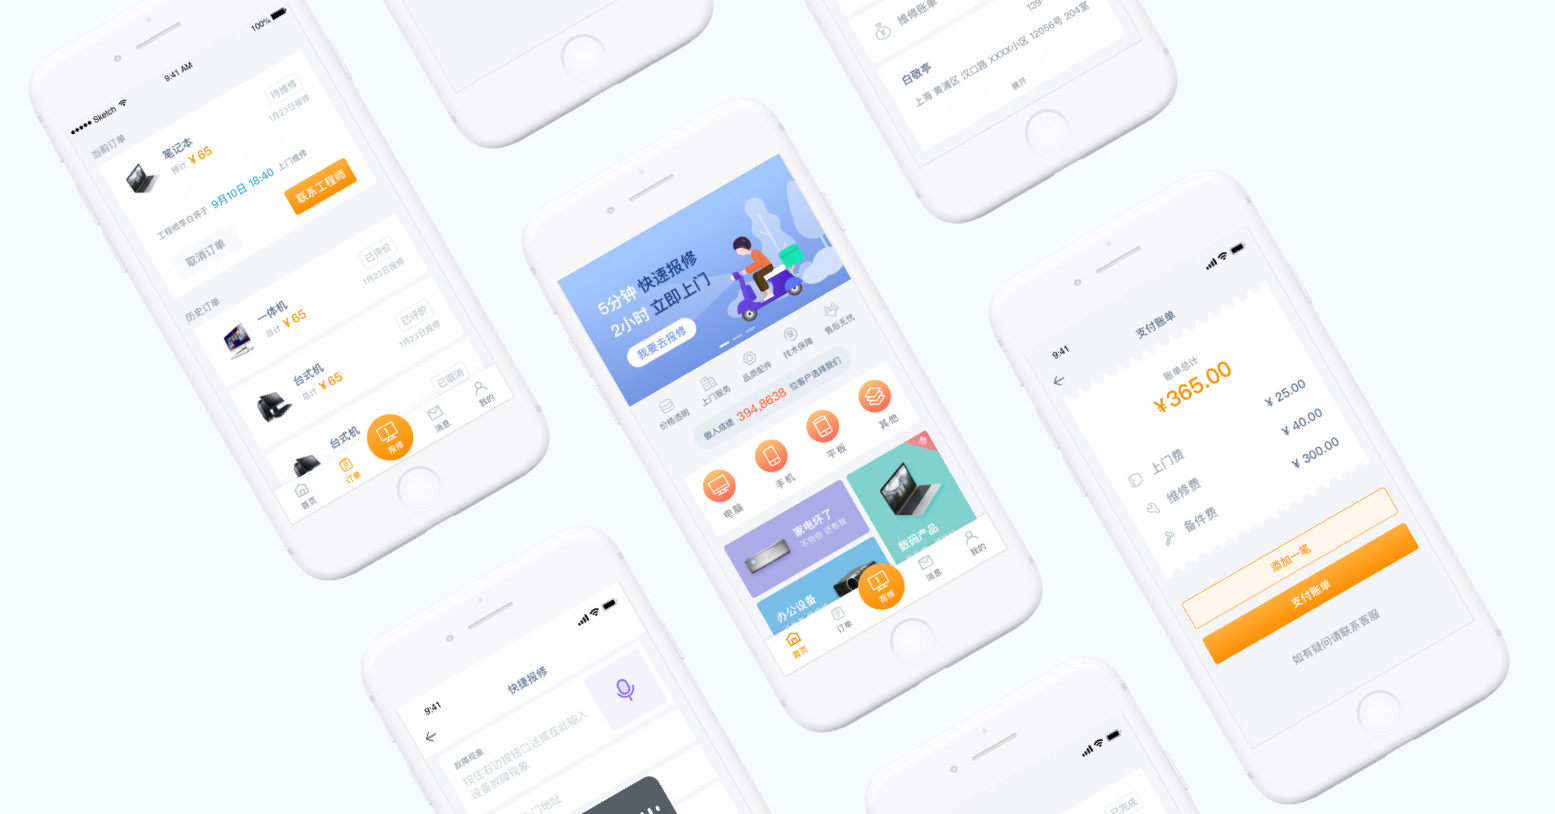 ●●●●● Sketch
9:41 AM
100%
当前订单
笔记本
预计 ¥ 65
待维修
1月23日报修
工程师李白将于 9月10日 18:40 上门维修
取消订单
联系工程师
历史订单
一体机
总计 ¥ 65
已评价
1月23日报修
台式机
总计 ¥ 65
已评价
1月23日报修
台式机
已取消
首页
订单
报修
消息
我的
5分钟 快速报修
2小时 立即上门
我要去报修
价格透明
上门服务
品质配件
技术保障
售后无忧
傲人成绩 394,8638 位客户选择我们
电脑
手机
平板
其他
家电坏了
不劳你 还有我
热
数码产品
办公设备
首页
订单
报修
消息
我的
维修账单
139
白敬亭
上海 黄浦区 汉口路 XXXX小区 12056号 204室
展开
9:41
支付账单
账单总计
¥365.00
上门费
¥ 25.00
维修费
¥ 40.00
备件费
¥ 300.00
添加一笔
支付账单
如有疑问请联系客服
9:41
快捷报修
故障现象
按住右边按钮口述或在此输入
设备故障现象
门地址
已完成